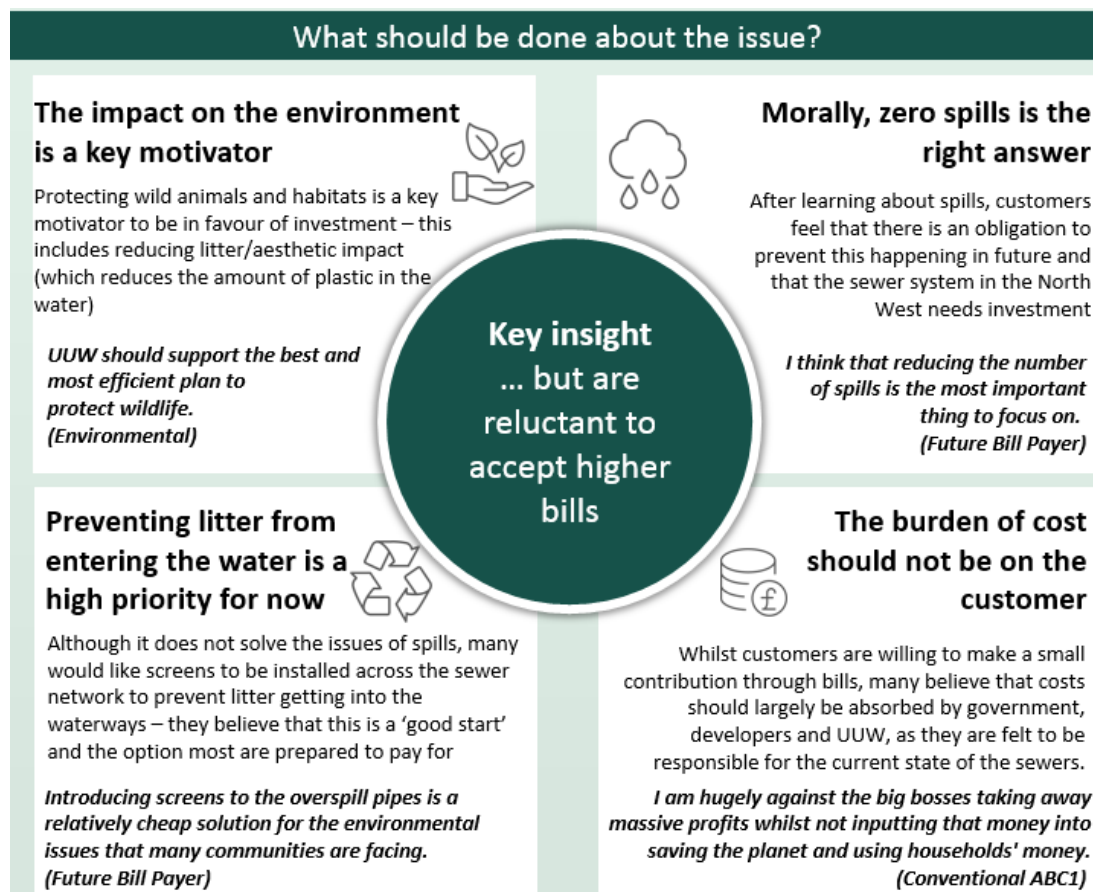 What should be done about the issue?
The impact on the environment
is a key motivator
Protecting wild animals and habitats is a key
motivator to be in favour of investment – this
includes reducing litter/aesthetic impact
(which reduces the amount of plastic in the
water)
UUW should support the best and
most efficient plan to
protect wildlife.
(Environmental)
Morally, zero spills is the
right answer
After learning about spills, customers
feel that there is an obligation to
prevent this happening in future and
that the sewer system in the North
West needs investment
I think that reducing the number
of spills is the most important
thing to focus on.
(Future Bill Payer)
Key insight
... but are
reluctant to
accept higher
bills
Preventing litter from
entering the water is a
high priority for now
Although it does not solve the issues of spills, many
would like screens to be installed across the sewer
network to prevent litter getting into the
waterways – they believe that this is a ‘good start’
and the option most are prepared to pay for
Introducing screens to the overspill pipes is a
relatively cheap solution for the environmental
issues that many communities are facing.
(Future Bill Payer)
The burden of cost
should not be on the
customer
£
Whilst customers are willing to make a small
contribution through bills, many believe that costs
should largely be absorbed by government,
developers and UUW, as they are felt to be
responsible for the current state of the sewers.
I am hugely against the big bosses taking away
massive profits whilst not inputting that money into
saving the planet and using households' money.
(Conventional ABC1)